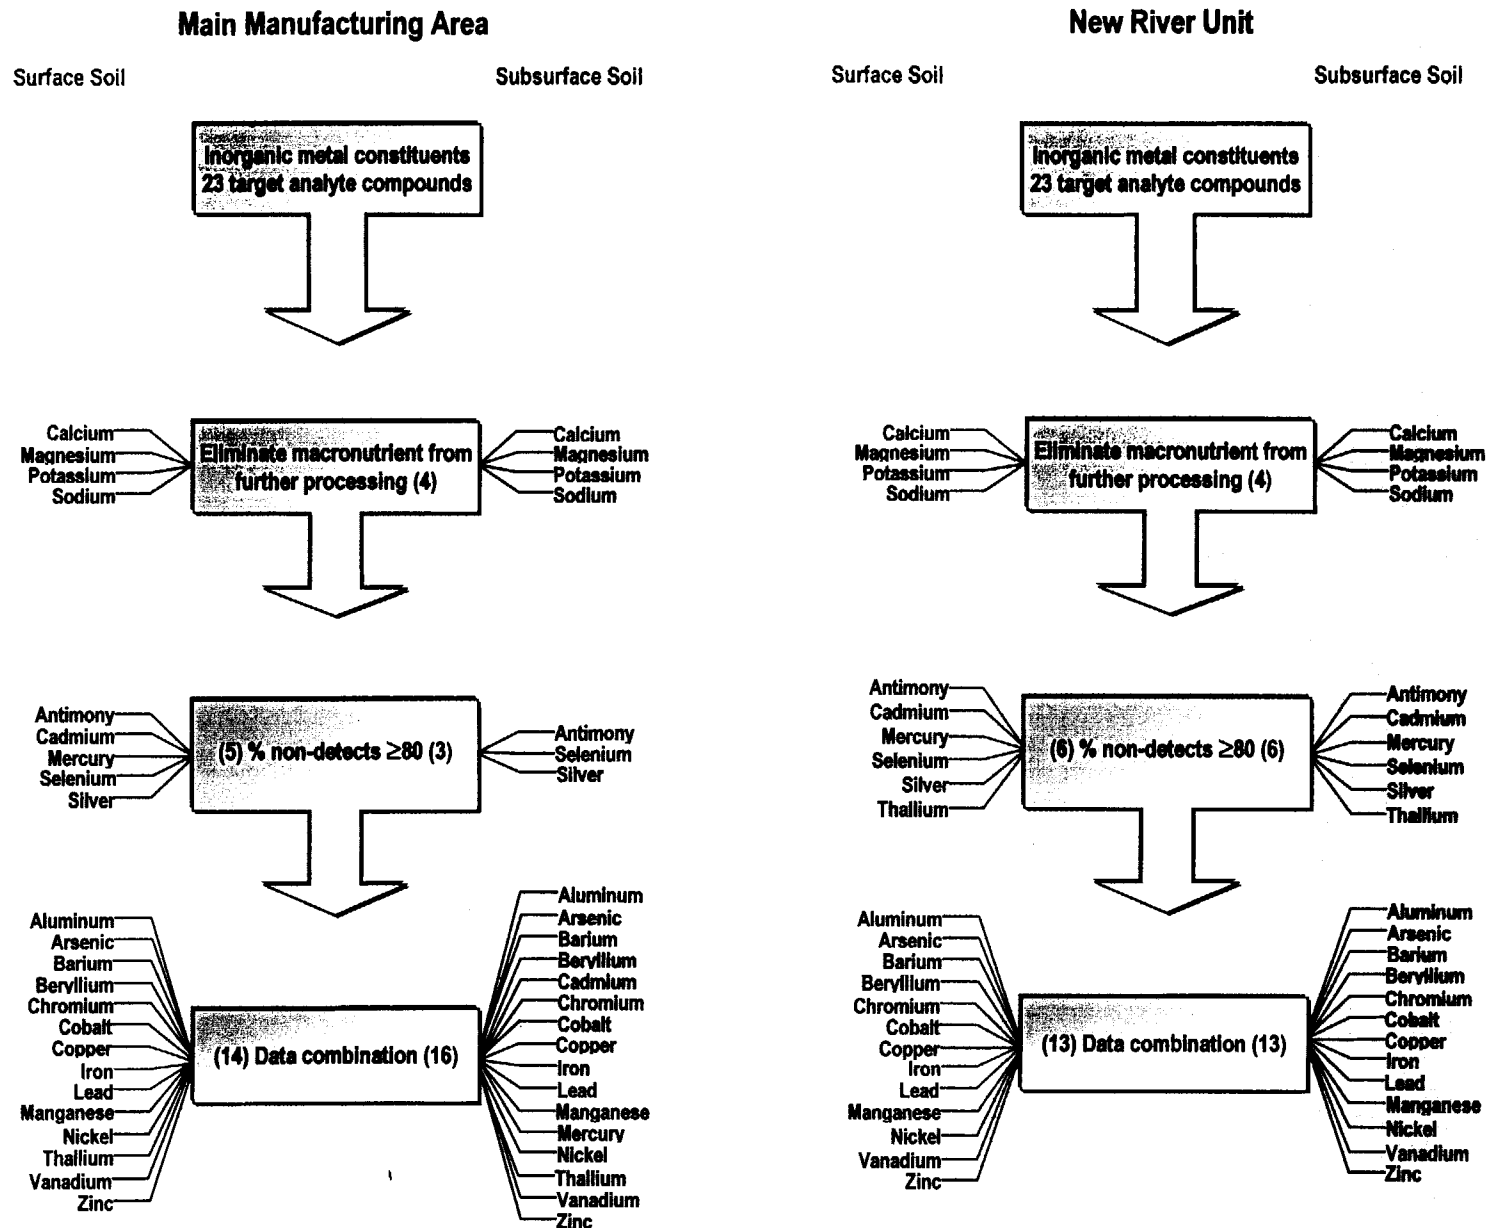 Main Manufacturing Area
Surface Soil
Subsurface Soil
Inorganic metal constituents
23 target analyte compounds
Calcium
Magnesium
Potassium
Sodium
Eliminate macronutrient from
further processing (4)
Calcium
Magnesium
Potassium
Sodium
Antimony
Cadmium
Mercury
Selenium
Silver
(5) % non-detects ≥80 (3)
Antimony
Selenium
Silver
Aluminum
Arsenic
Barium
Beryllium
Chromium
Cobalt
Copper
Iron
Lead
Manganese
Nickel
Thallium
Vanadium
Zinc
(14) Data combination (16)
Aluminum
Arsenic
Barium
Beryllium
Cadmium
Chromium
Cobalt
Copper
Iron
Lead
Manganese
Mercury
Nickel
Thallium
Vanadium
Zinc
New River Unit
Surface Soil
Subsurface Soil
Inorganic metal constituents
23 target analyte compounds
Calcium
Magnesium
Potassium
Sodium
Eliminate macronutrient from
further processing (4)
Calcium
Magnesium
Potassium
Sodium
Antimony
Cadmium
Mercury
Selenium
Silver
Thallium
(6) % non-detects ≥80 (6)
Antimony
Cadmium
Mercury
Selenium
Silver
Thallium
Aluminum
Arsenic
Barium
Beryllium
Chromium
Cobalt
Copper
Iron
Lead
Manganese
Nickel
Vanadium
Zinc
(13) Data combination (13)
Aluminum
Arsenic
Barium
Beryllium
Chromium
Cobalt
Copper
Iron
Lead
Manganese
Nickel
Vanadium
Zinc